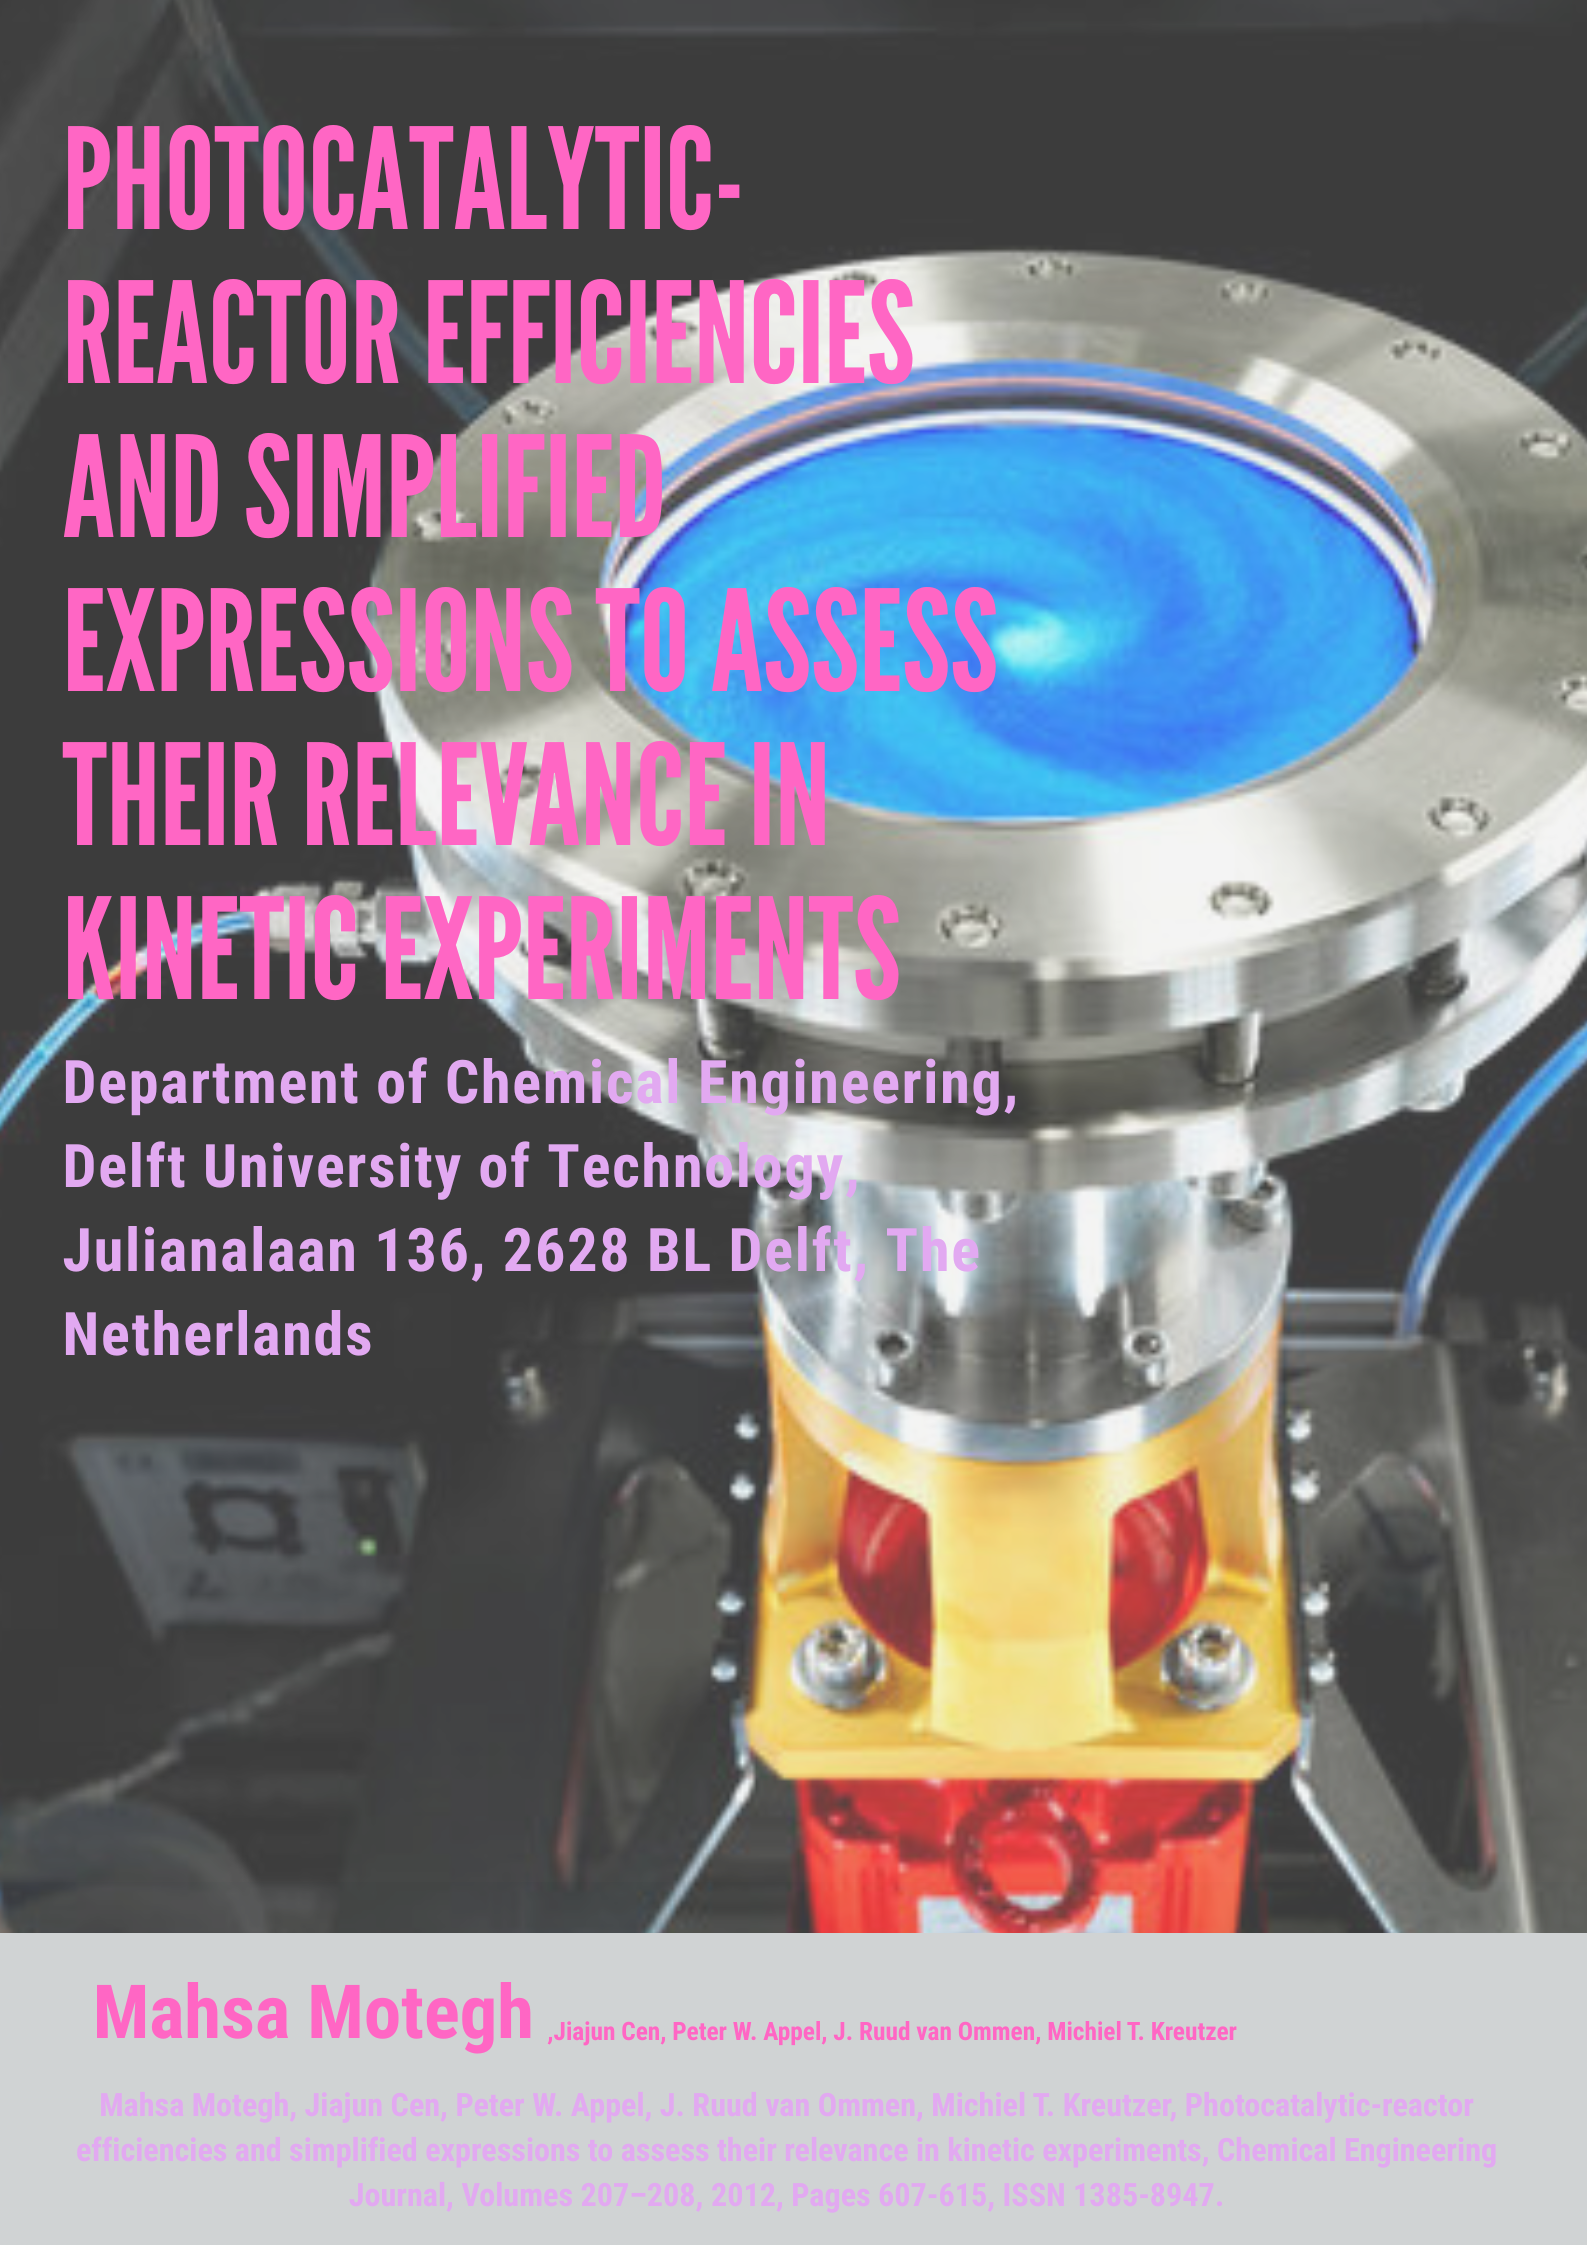 PHOTOCATALYTIC-
REACTOR EFFICIENCIES
AND SIMPLIFIED
EXPRESSIONS TO ASSESS
THEIR RELEVANCE IN
KINETIC EXPERIMENTS
Department of Chemical Engineering,
Delft University of Technology,
Julianalaan 136, 2628 BL Delft, The
Netherlands
Mahsa Motegh ,Jiajun Cen, Peter W. Appel, J. Ruud van Ommen, Michiel T. Kreutzer
Mahsa Motegh, Jiajun Cen, Peter W. Appel, J. Ruud van Ommen, Michiel T. Kreutzer, Photocatalytic-reactor
efficiencies and simplified expressions to assess their relevance in kinetic experiments, Chemical Engineering
Journal, Volumes 207–208, 2012, Pages 607-615, ISSN 1385-8947.